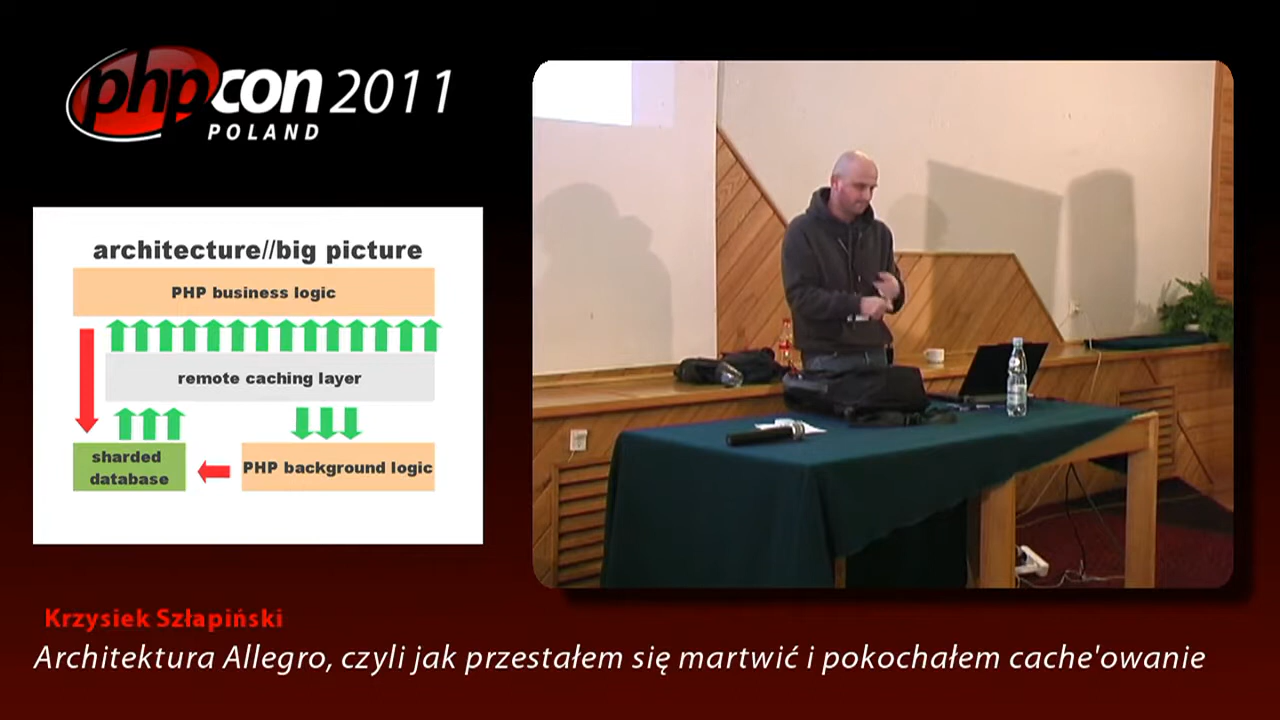 phpcon 2011
POLAND
architecture//big picture
PHP business logic
remote caching layer
sharded
database
PHP background logic
Krzysiek Szłapiński
Architektura Allegro, czyli jak przestałem się martwić i pokochałem cache'owanie